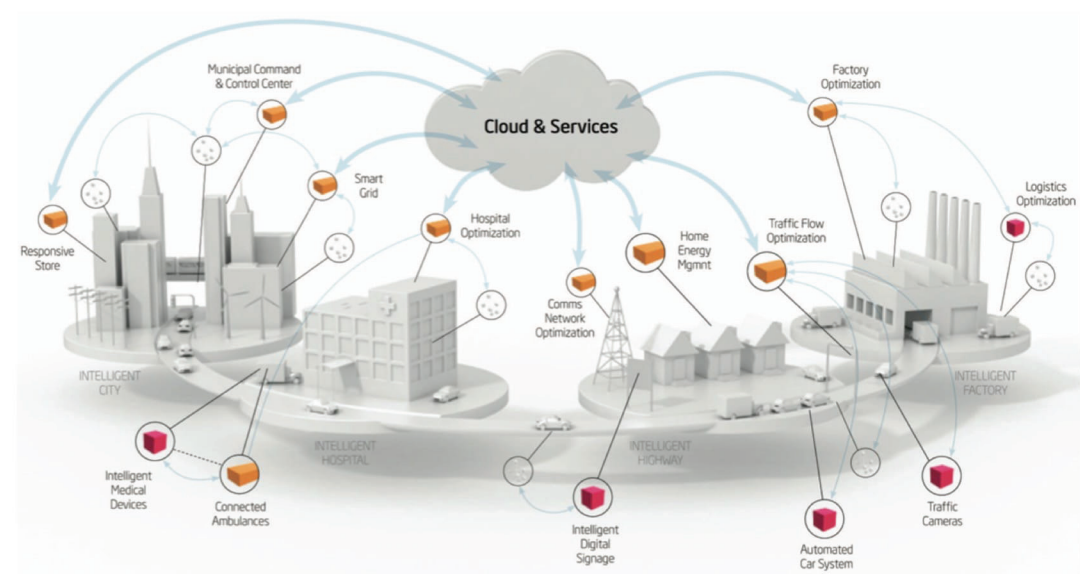 Municipal Command
& Control Center
Cloud & Services
Factory
Optimization
Smart
Grid
Logistics
Optimization
Responsive
Store
Hospital
Optimization
Home
Energy
Mgmnt
Traffic Flow
Optimization
Comms
Network
Optimization
INTELLIGENT
CITY
INTELLIGENT
FACTORY
INTELLIGENT
HOSPITAL
INTELLIGENT
HIGHWAY
Intelligent
Medical
Devices
Connected
Ambulances
Intelligent
Digital
Signage
Automated
Car System
Traffic
Cameras